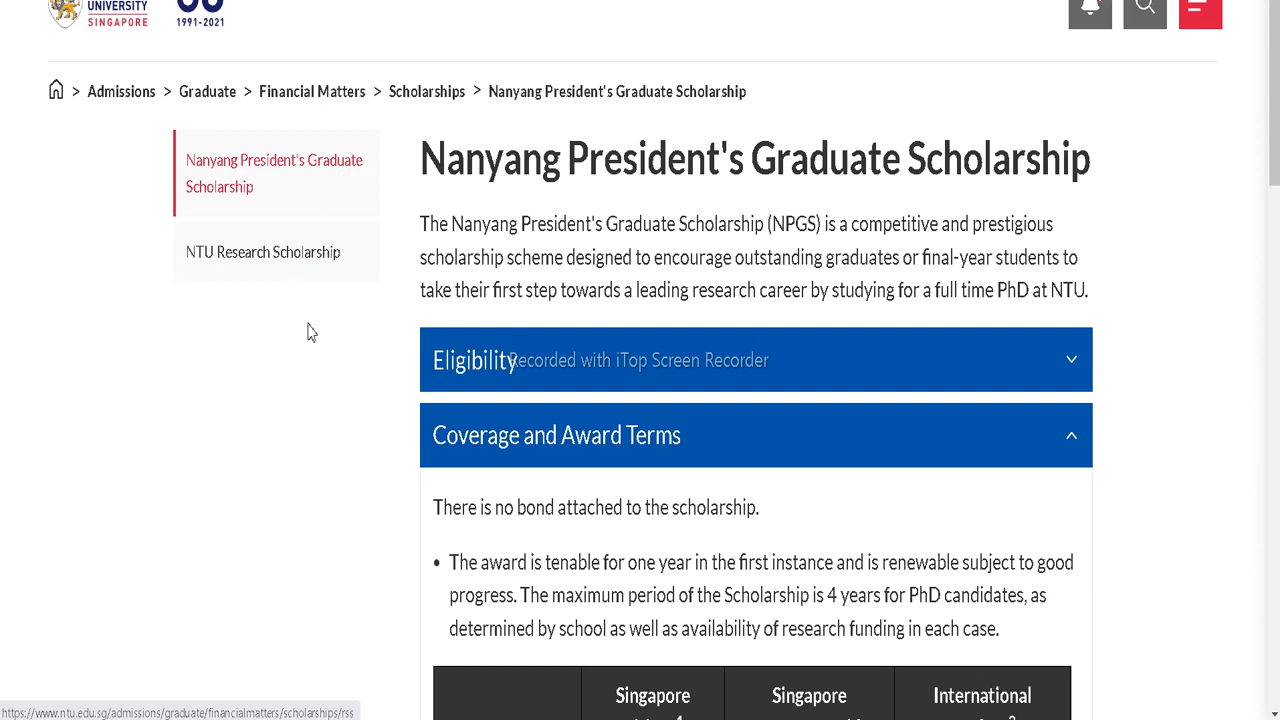 UNIVERSITY
SINGAPORE
1991-2021
> Admissions > Graduate > Financial Matters > Scholarships > Nanyang President's Graduate Scholarship
Nanyang President's Graduate
Scholarship
NTU Research Scholarship
Nanyang President's Graduate Scholarship
The Nanyang President's Graduate Scholarship (NPGS) is a competitive and prestigious
scholarship scheme designed to encourage outstanding graduates or final-year students to
take their first step towards a leading research career by studying for a full time PhD at NTU.
Eligibility
Recorded with iTop Screen Recorder
Coverage and Award Terms
There is no bond attached to the scholarship.
• The award is tenable for one year in the first instance and is renewable subject to good
progress. The maximum period of the Scholarship is 4 years for PhD candidates, as
determined by school as well as availability of research funding in each case.
Singapore Singapore International
https://www.ntu.edu.sg/admissions/graduate/financialmatters/scholarships/rss